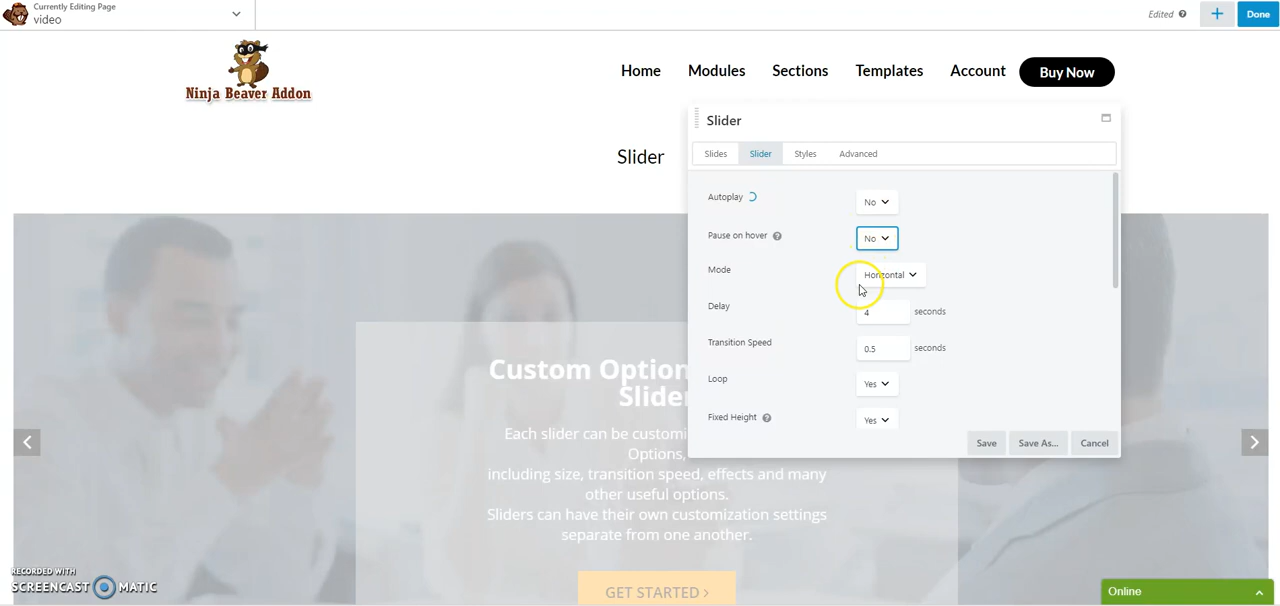 Currently Editing Page
video
Edited
Done
Ninja Beaver Addon
Home
Modules
Sections
Templates
Account
Buy Now
Slider
Slider
Slides
Slider
Styles
Advanced
Autoplay
No
Pause on hover
No
Mode
Horizontal
Delay
4
seconds
Transition Speed
0.5
seconds
Loop
Yes
Fixed Height
Yes
Save
Save As...
Cancel
Custom Option
Slider
Each slider can be customi
Options,
including size, transition speed, effects and many
other useful options.
Sliders can have their own customization settings
separate from one another.
GET STARTED ›
RECORDED WITH
SCREENCAST MATIC
Online